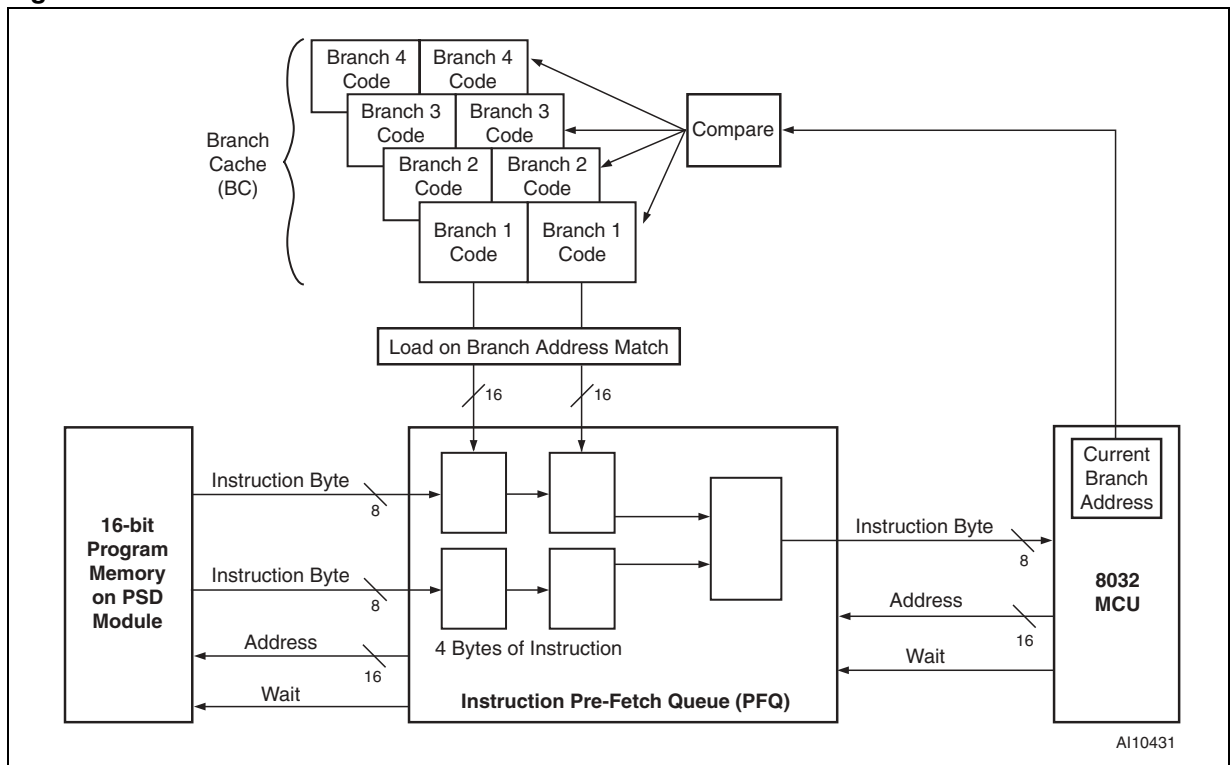 Branch 4
Code
Branch 4
Code
Branch 3
Code
Branch 3
Code
Branch 2
Code
Branch 2
Code
Branch 1
Code
Branch 1
Code
Branch
Cache
(BC)
Compare
Load on Branch Address Match
16
16
16-bit
Program
Memory
on PSD
Module
Instruction Byte
8
Instruction Byte
8
Address
16
Wait
4 Bytes of Instruction
Instruction Pre-Fetch Queue (PFQ)
Instruction Byte
8
Address
16
Wait
Current
Branch
Address
8032
MCU
AI10431